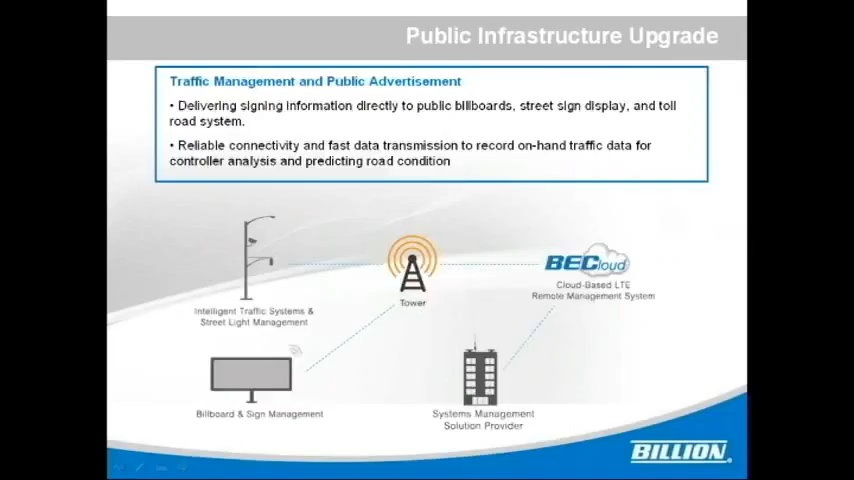 Public Infrastructure Upgrade
Traffic Management and Public Advertisement
• Delivering signing information directly to public billboards, street sign display, and toll
road system.
• Reliable connectivity and fast data transmission to record on-hand traffic data for
controller analysis and predicting road condition
BECloud
Cloud-Based LTE
Remote Management System
Tower
Intelligent Traffic Systems &
Street Light Management
Billboard & Sign Management
Systems Management
Solution Provider
BILLION®